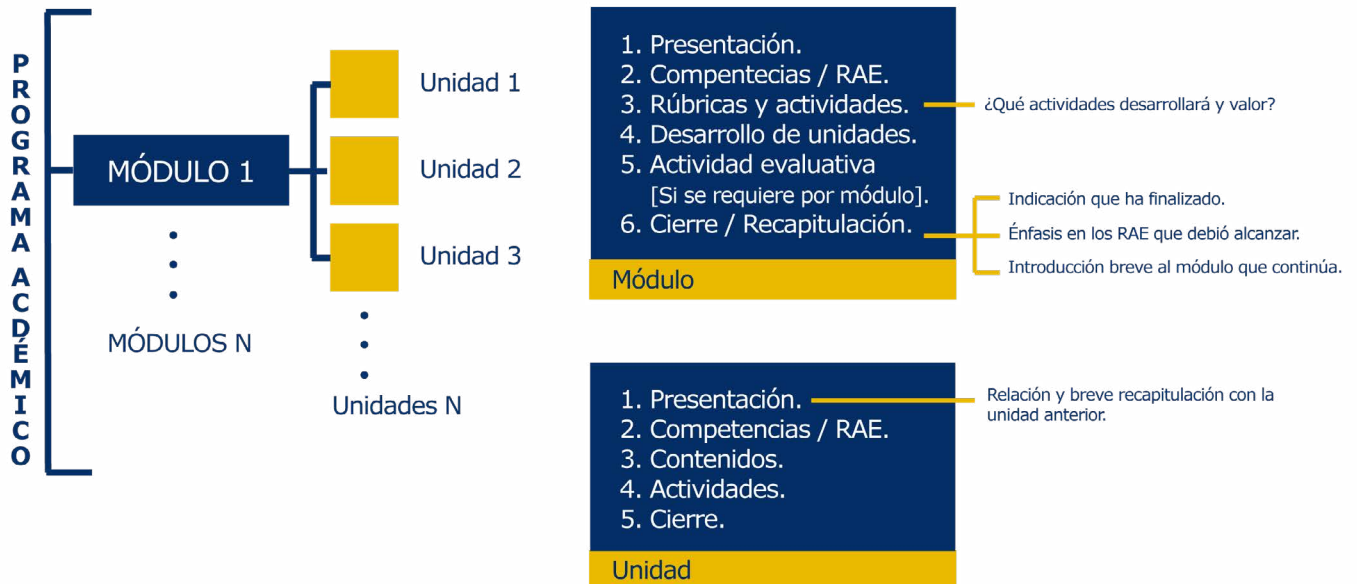 PROGRAMA ACDÉMICO
MÓDULO 1
MÓDULOS N
Unidad 1
Unidad 2
Unidad 3
Unidades N
1. Presentación.
2. Compentecias / RAE.
3. Rúbricas y actividades.
¿Qué actividades desarrollará y valor?
4. Desarrollo de unidades.
5. Actividad evaluativa
[Si se requiere por módulo].
6. Cierre / Recapitulación.
Indicación que ha finalizado.
Énfasis en los RAE que debió alcanzar.
Introducción breve al módulo que continúa.
Módulo
1. Presentación.
Relación y breve recapitulación con la
unidad anterior.
2. Competencias / RAE.
3. Contenidos.
4. Actividades.
5. Cierre.
Unidad